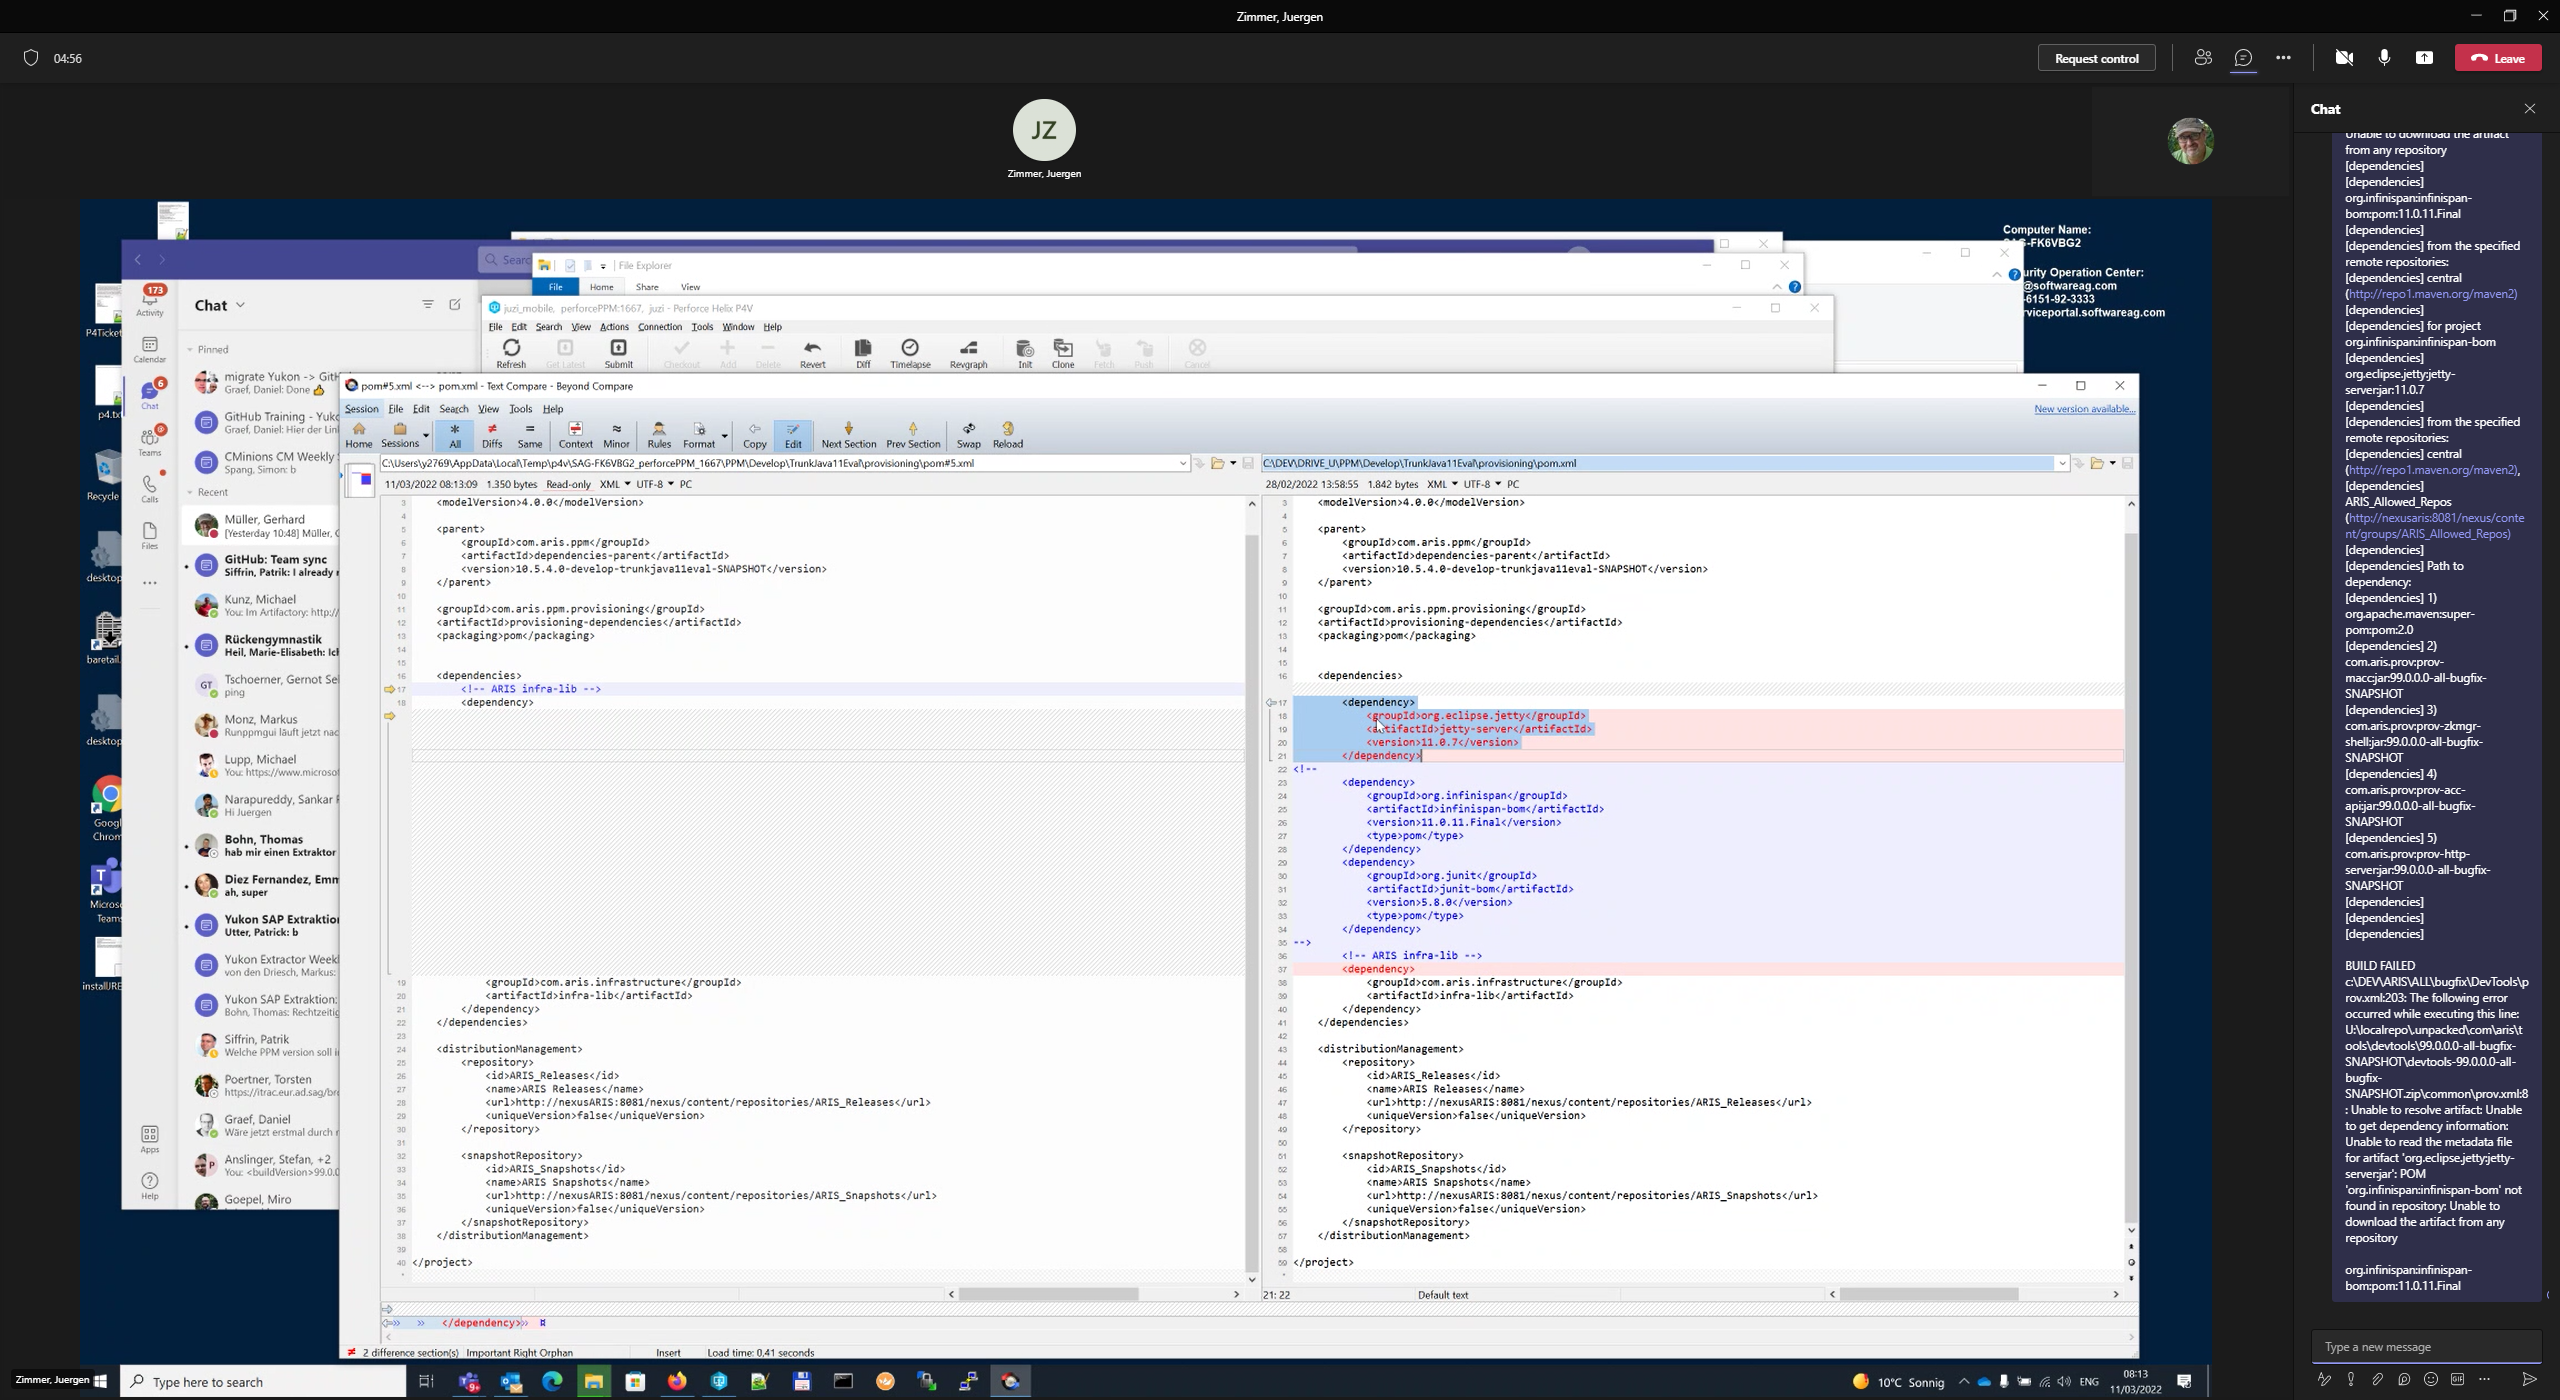 Zimmer, Juergen
04:56
Request control
Leave
JZ
Zimmer, Juergen
Computer Name:
-FK6VBG2
urity Operation Center:
@softwareag.com
-6151-92-3333
rviceportal.softwareag.com
P4Ticket
p4.txt
Recycle
desktop
baretail.
desktop
Googl
Chrom
Micros
Team
installJRE
173
Activity
Calendar
6
Chat
Teams
Calls
Files
Apps
Help
Chat
Pinned
migrate Yukon -> GitH
Graef, Daniel: Done 👍
GitHub Training - Yuko
Graef, Daniel: Hier der Lin
CMinions CM Weekly
Spang, Simon: b
Recent
Müller, Gerhard
[Yesterday 10:48] Müller, G
GitHub: Team sync
Siffrin, Patrik: I already r
Kunz, Michael
You: Im Artifactory: http:/
Rückengymnastik
Heil, Marie-Elisabeth: Ich
GT
Tschoerner, Gernot Sel
ping
Monz, Markus
Runppmgui läuft jetzt nac
Lupp, Michael
You: https://www.microsof
Narapureddy, Sankar R
Hi Juergen
Bohn, Thomas
hab mir einen Extraktor
Diez Fernandez, Emm
ah, super
Yukon SAP Extraktion
Utter, Patrick: b
Yukon Extractor Weekl
von den Driesch, Markus:
Yukon SAP Extraktion:
Bohn, Thomas: Rechtzeitig
Siffrin, Patrik
Welche PPM version soll i
Poertner, Torsten
https://itrac.eur.ad.sag/br
Graef, Daniel
Wäre jetzt erstmal durch
Anslinger, Stefan, +2
You: <buildVersion>99.0.0
Goepel, Miro
File Explorer
File Home Share View
juzi_mobile, perforcePPM:1667, juzi - Perforce Helix P4V
File Edit Search View Actions Connection Tools Window Help
Refresh Get Latest Submit Checkout Add Delete Revert Diff Timelapse Revgraph Init Clone Fetch Push Cancel
pom#5.xml <--> pom.xml - Text Compare - Beyond Compare
Session File Edit Search View Tools Help
New version available...
Home Sessions All Diffs Same Context Minor Rules Format Copy Edit Next Section Prev Section Swap Reload
C:\Users\y2769\AppData\Local\Temp\p4v\SAG-FK6VBG2_perforcePPM_1667\PPM\Develop\TrunkJava11Eval\provisioning\pom#5.xml
11/03/2022 08:13:09 1.350 bytes Read-only XML UTF-8 PC
3 <modelVersion>4.0.0</modelVersion>
4
5 <parent>
6 <groupId>com.aris.ppm</groupId>
7 <artifactId>dependencies-parent</artifactId>
8 <version>10.5.4.0-develop-trunkjava11eval-SNAPSHOT</version>
9 </parent>
10
11 <groupId>com.aris.ppm.provisioning</groupId>
12 <artifactId>provisioning-dependencies</artifactId>
13 <packaging>pom</packaging>
14
15
16 <dependencies>
17 <!-- ARIS infra-lib -->
18 <dependency>
19 <groupId>com.aris.infrastructure</groupId>
20 <artifactId>infra-lib</artifactId>
21 </dependency>
22 </dependencies>
23
24 <distributionManagement>
25 <repository>
26 <id>ARIS_Releases</id>
27 <name>ARIS Releases</name>
28 <url>http://nexusARIS:8081/nexus/content/repositories/ARIS_Releases</url>
29 <uniqueVersion>false</uniqueVersion>
30 </repository>
31
32 <snapshotRepository>
33 <id>ARIS_Snapshots</id>
34 <name>ARIS Snapshots</name>
35 <url>http://nexusARIS:8081/nexus/content/repositories/ARIS_Snapshots</url>
36 <uniqueVersion>false</uniqueVersion>
37 </snapshotRepository>
38 </distributionManagement>
39
40 </project>
C:\DEV\DRIVE_U\PPM\Develop\TrunkJava11Eval\provisioning\pom.xml
28/02/2022 13:58:55 1.842 bytes XML UTF-8 PC
3 <modelVersion>4.0.0</modelVersion>
4
5 <parent>
6 <groupId>com.aris.ppm</groupId>
7 <artifactId>dependencies-parent</artifactId>
8 <version>10.5.4.0-develop-trunkjava11eval-SNAPSHOT</version>
9 </parent>
10
11 <groupId>com.aris.ppm.provisioning</groupId>
12 <artifactId>provisioning-dependencies</artifactId>
13 <packaging>pom</packaging>
14
15
16 <dependencies>
17 <dependency>
18 <groupId>org.eclipse.jetty</groupId>
19 <artifactId>jetty-server</artifactId>
20 <version>11.0.7</version>
21 </dependency>
22 <!--
23 <dependency>
24 <groupId>org.infinispan</groupId>
25 <artifactId>infinispan-bom</artifactId>
26 <version>11.0.11.Final</version>
27 <type>pom</type>
28 </dependency>
29 <dependency>
30 <groupId>org.junit</groupId>
31 <artifactId>junit-bom</artifactId>
32 <version>5.8.0</version>
33 <type>pom</type>
34 </dependency>
35 -->
36 <!-- ARIS infra-lib -->
37 <dependency>
38 <groupId>com.aris.infrastructure</groupId>
39 <artifactId>infra-lib</artifactId>
40 </dependency>
41 </dependencies>
42
43 <distributionManagement>
44 <repository>
45 <id>ARIS_Releases</id>
46 <name>ARIS Releases</name>
47 <url>http://nexusARIS:8081/nexus/content/repositories/ARIS_Releases</url>
48 <uniqueVersion>false</uniqueVersion>
49 </repository>
50
51 <snapshotRepository>
52 <id>ARIS_Snapshots</id>
53 <name>ARIS Snapshots</name>
54 <url>http://nexusARIS:8081/nexus/content/repositories/ARIS_Snapshots</url>
55 <uniqueVersion>false</uniqueVersion>
56 </snapshotRepository>
57 </distributionManagement>
58
59 </project>
21: 22 Default text
</dependency>
2 difference section(s) Important Right Orphan Insert Load time: 0,41 seconds
Zimmer, Juergen
Type here to search
10°C Sonnig ENG
08:13
11/03/2022
Chat
Unable to download the artifact
from any repository
[dependencies]
[dependencies]
org.infinispan:infinispan-
bom:pom:11.0.11.Final
[dependencies]
[dependencies] from the specified
remote repositories:
[dependencies] central
(http://repo1.maven.org/maven2)
[dependencies]
[dependencies] for project
org.infinispan:infinispan-bom
[dependencies]
org.eclipse.jetty:jetty-
server:jar:11.0.7
[dependencies]
[dependencies] from the specified
remote repositories:
[dependencies] central
(http://repo1.maven.org/maven2),
[dependencies]
ARIS_Allowed_Repos
(http://nexusaris:8081/nexus/conte
nt/groups/ARIS_Allowed_Repos)
[dependencies]
[dependencies] Path to
dependency:
[dependencies] 1)
org.apache.maven:super-
pom:pom:2.0
[dependencies] 2)
com.aris.prov:prov-
macc:jar:99.0.0.0-all-bugfix-
SNAPSHOT
[dependencies] 3)
com.aris.prov:prov-zkmgr-
shell:jar:99.0.0.0-all-bugfix-
SNAPSHOT
[dependencies] 4)
com.aris.prov:prov-acc-
api:jar:99.0.0.0-all-bugfix-
SNAPSHOT
[dependencies] 5)
com.aris.prov:prov-http-
server:jar:99.0.0.0-all-bugfix-
SNAPSHOT
[dependencies]
[dependencies]
[dependencies]
BUILD FAILED
c:\DEV\ARIS\ALL\bugfix\DevTools\p
rov.xml:203: The following error
occurred while executing this line:
U:\localrepo\.unpacked\com\aris\t
ools\devtools\99.0.0.0-all-bugfix-
SNAPSHOT\devtools-99.0.0.0-all-
bugfix-
SNAPSHOT.zip\common\prov.xml:8
: Unable to resolve artifact: Unable
to get dependency information:
Unable to read the metadata file
for artifact 'org.eclipse.jetty:jetty-
server:jar': POM
'org.infinispan:infinispan-bom' not
found in repository: Unable to
download the artifact from any
repository
org.infinispan:infinispan-
bom:pom:11.0.11.Final
Type a new message